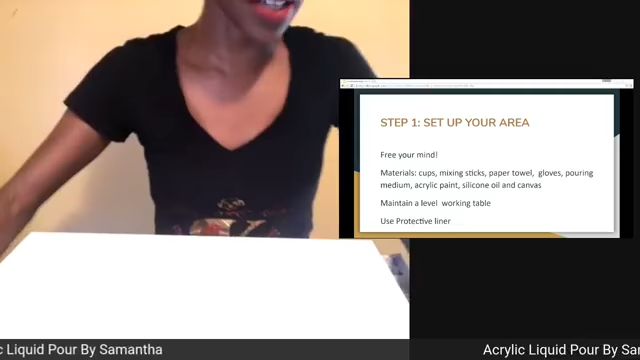 STEP 1: SET UP YOUR AREA
Free your mind!
Materials: cups, mixing sticks, paper towel, gloves, pouring
medium, acrylic paint, silicone oil and canvas
Maintain a level working table
Use Protective liner
c Liquid Pour By Samantha
Acrylic Liquid Pour By Sa